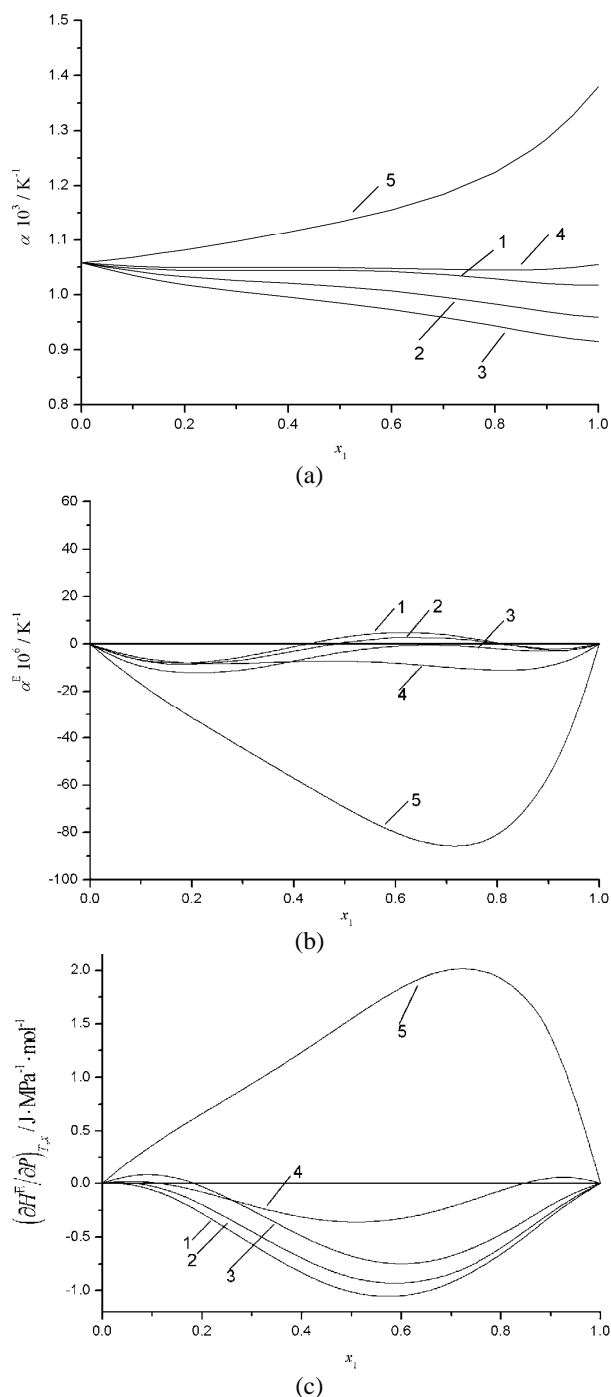 1.5
1.4
1.3
1.2
1.1
1.0
0.9
0.8
α 10³ / K⁻¹
5
1
4
2
3
0.0 0.2 0.4 0.6 0.8 1.0
x₁
(a)
60
40
20
0
-20
-40
-60
-80
-100
αᴱ 10⁶ / K⁻¹
1 2 3
4
5
0.0 0.2 0.4 0.6 0.8 1.0
x₁
(b)
2.0
1.5
1.0
0.5
0.0
-0.5
-1.0
(∂Hᴱ/∂P)T,x / J·MPa⁻¹·mol⁻¹
5
4
1
2
3
0.0 0.2 0.4 0.6 0.8 1.0
x₁
(c)